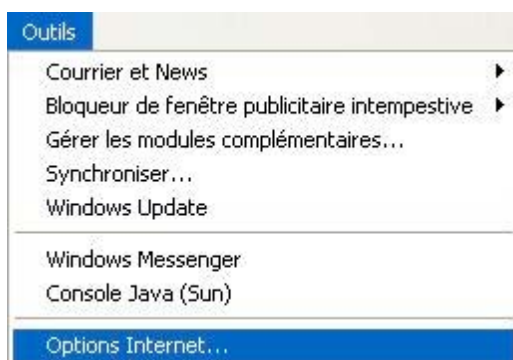 Outils
Courrier et News
Bloqueur de fenêtre publicitaire intempestive
Gérer les modules complémentaires...
Synchroniser...
Windows Update
Windows Messenger
Console Java (Sun)
Options Internet...